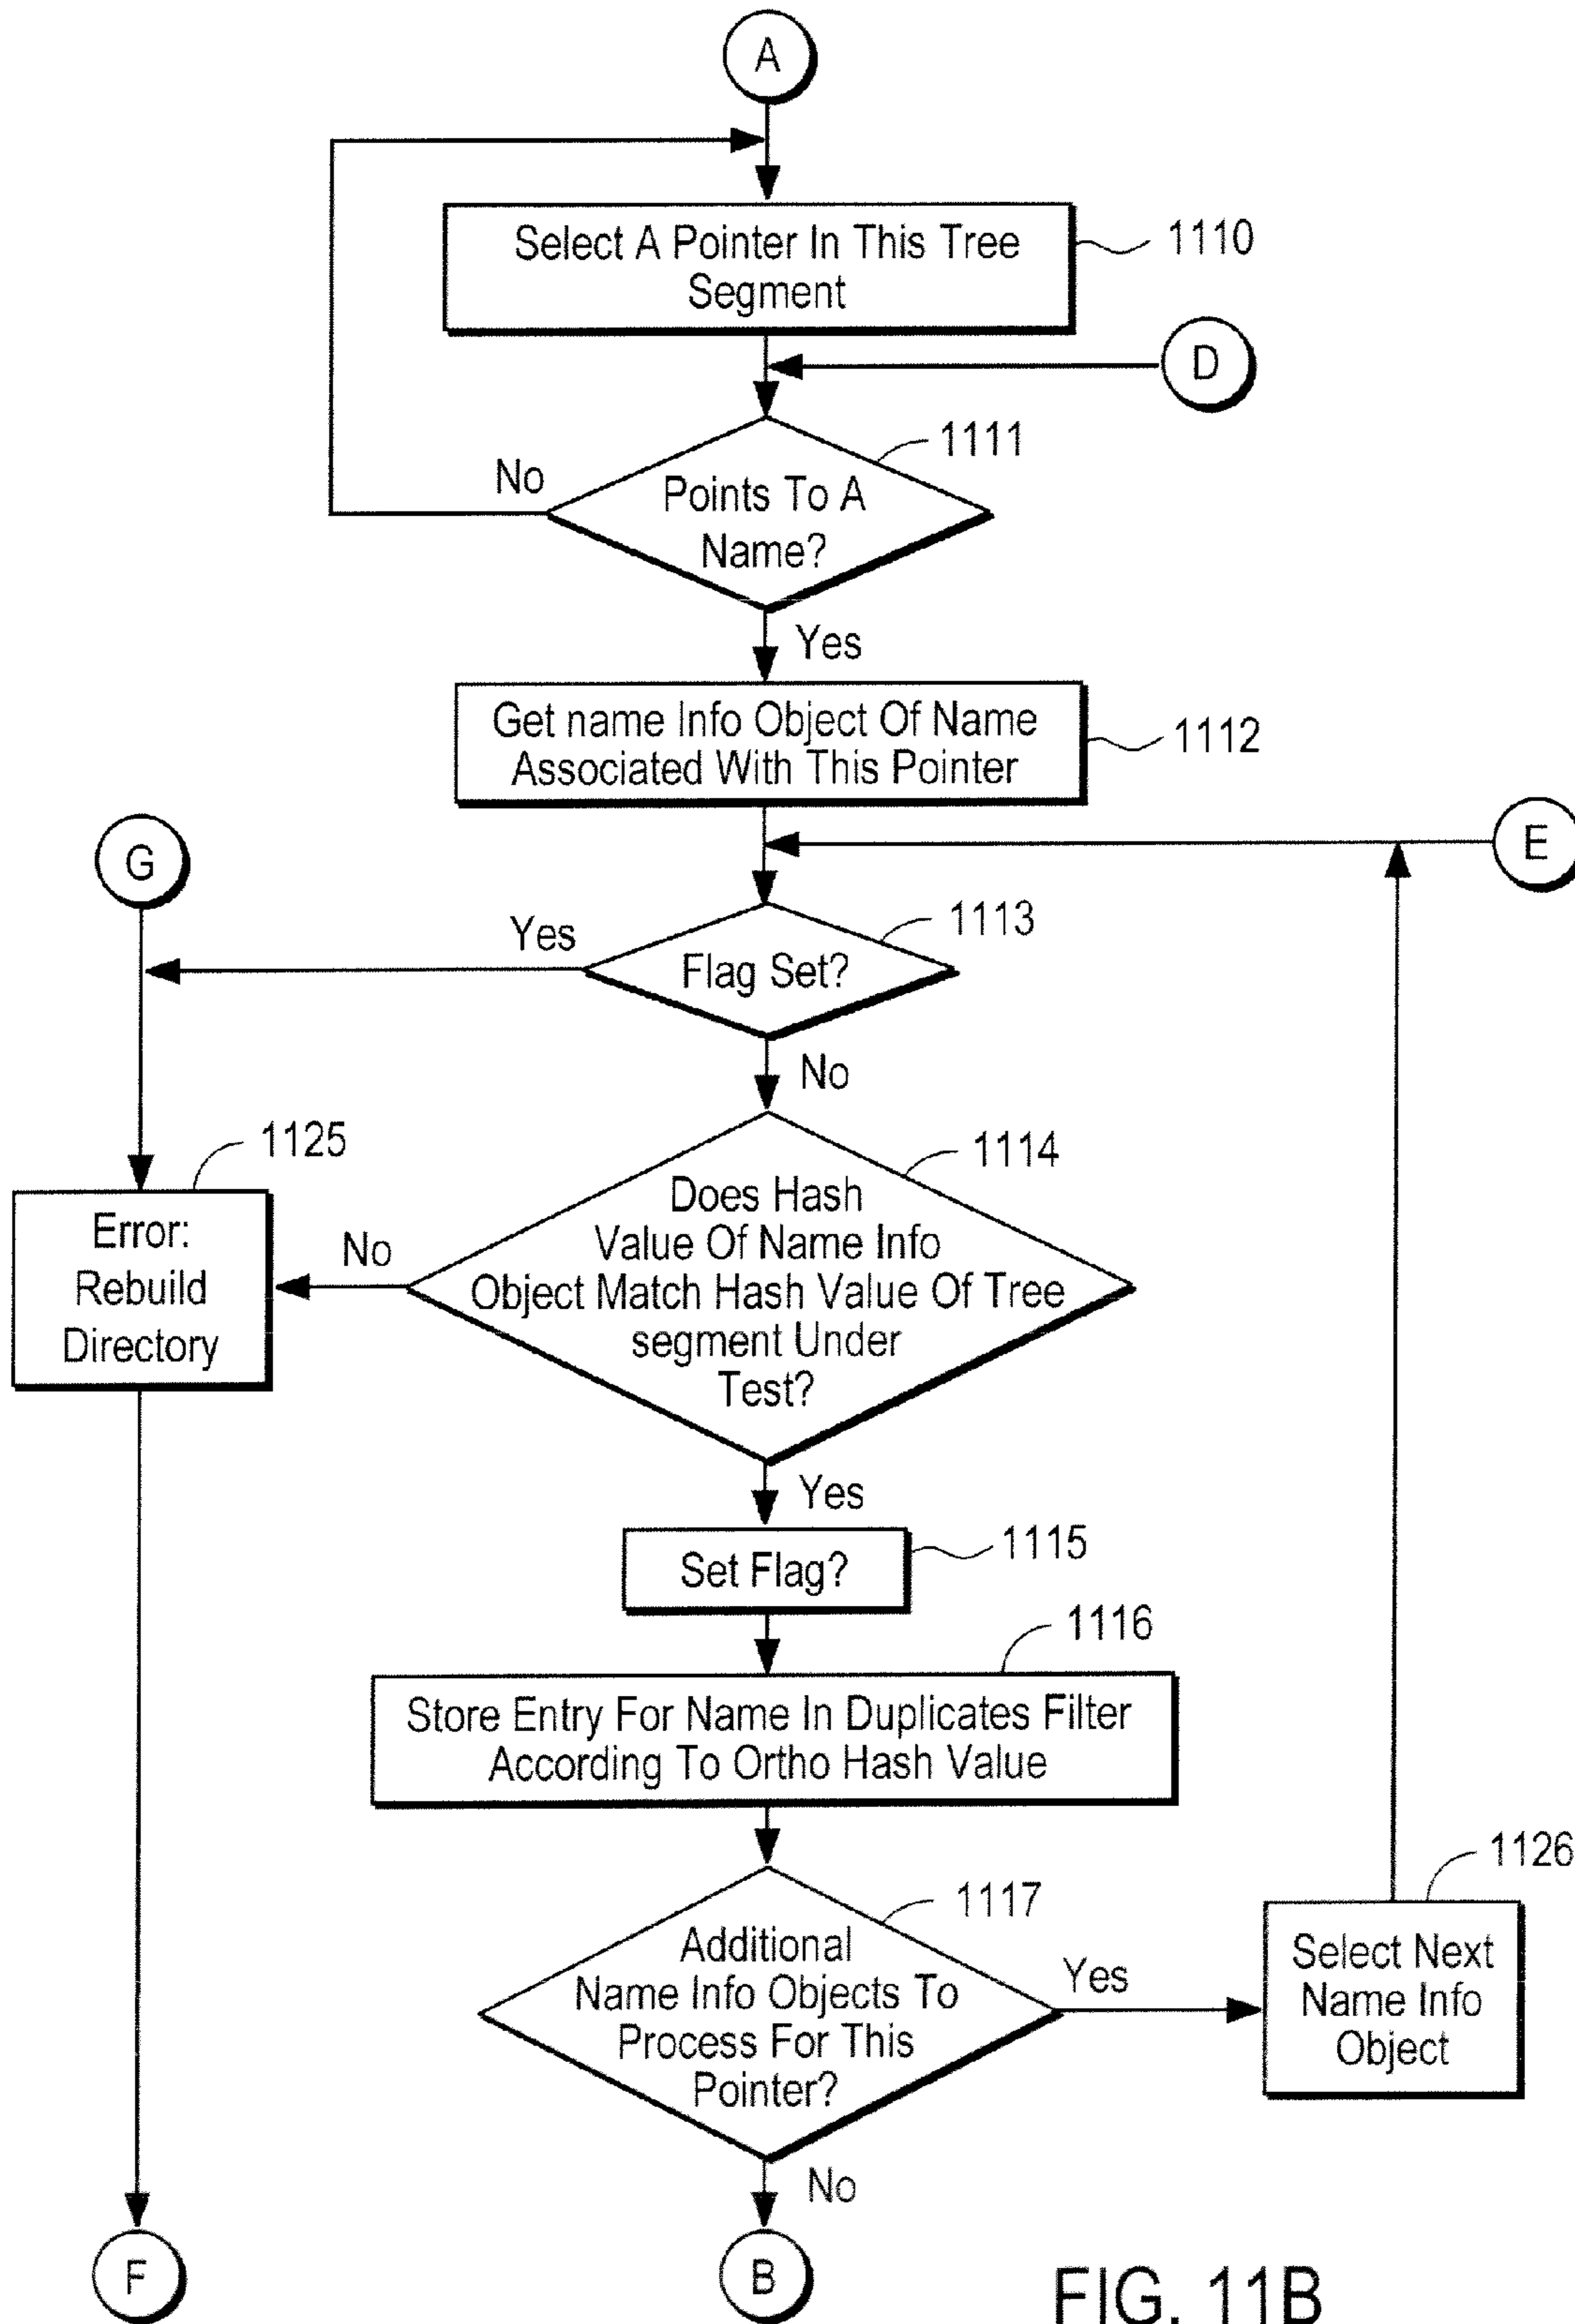 A
Select A Pointer In This Tree
Segment
1110
D
1111
No
Points To A
Name?
Yes
Get name Info Object Of Name
Associated With This Pointer
1112
G
E
1113
Yes
Flag Set?
No
1125
1114
Error:
Rebuild
Directory
No
Does Hash
Value Of Name Info
Object Match Hash Value Of Tree
segment Under
Test?
Yes
Set Flag?
1115
1116
Store Entry For Name In Duplicates Filter
According To Ortho Hash Value
1117
1126
Additional
Name Info Objects To
Process For This
Pointer?
Yes
Select Next
Name Info
Object
No
F
B
FIG. 11B